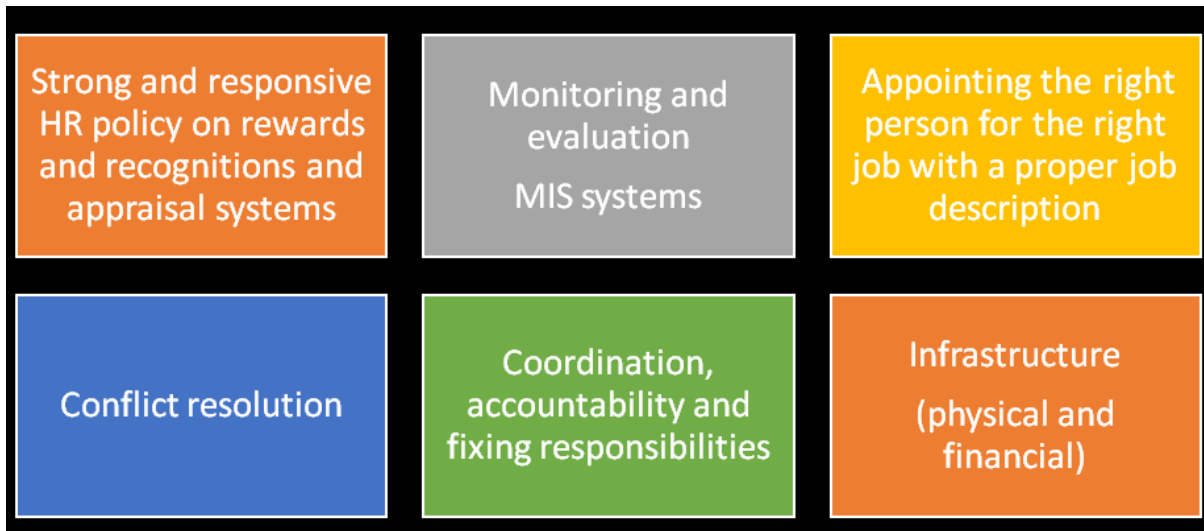 Strong and responsive
HR policy on rewards
and recognitions and
appraisal systems
Monitoring and
evaluation
MIS systems
Appointing the right
person for the right
job with a proper job
description
Conflict resolution
Coordination,
accountability and
fixing responsibilities
Infrastructure
(physical and
financial)